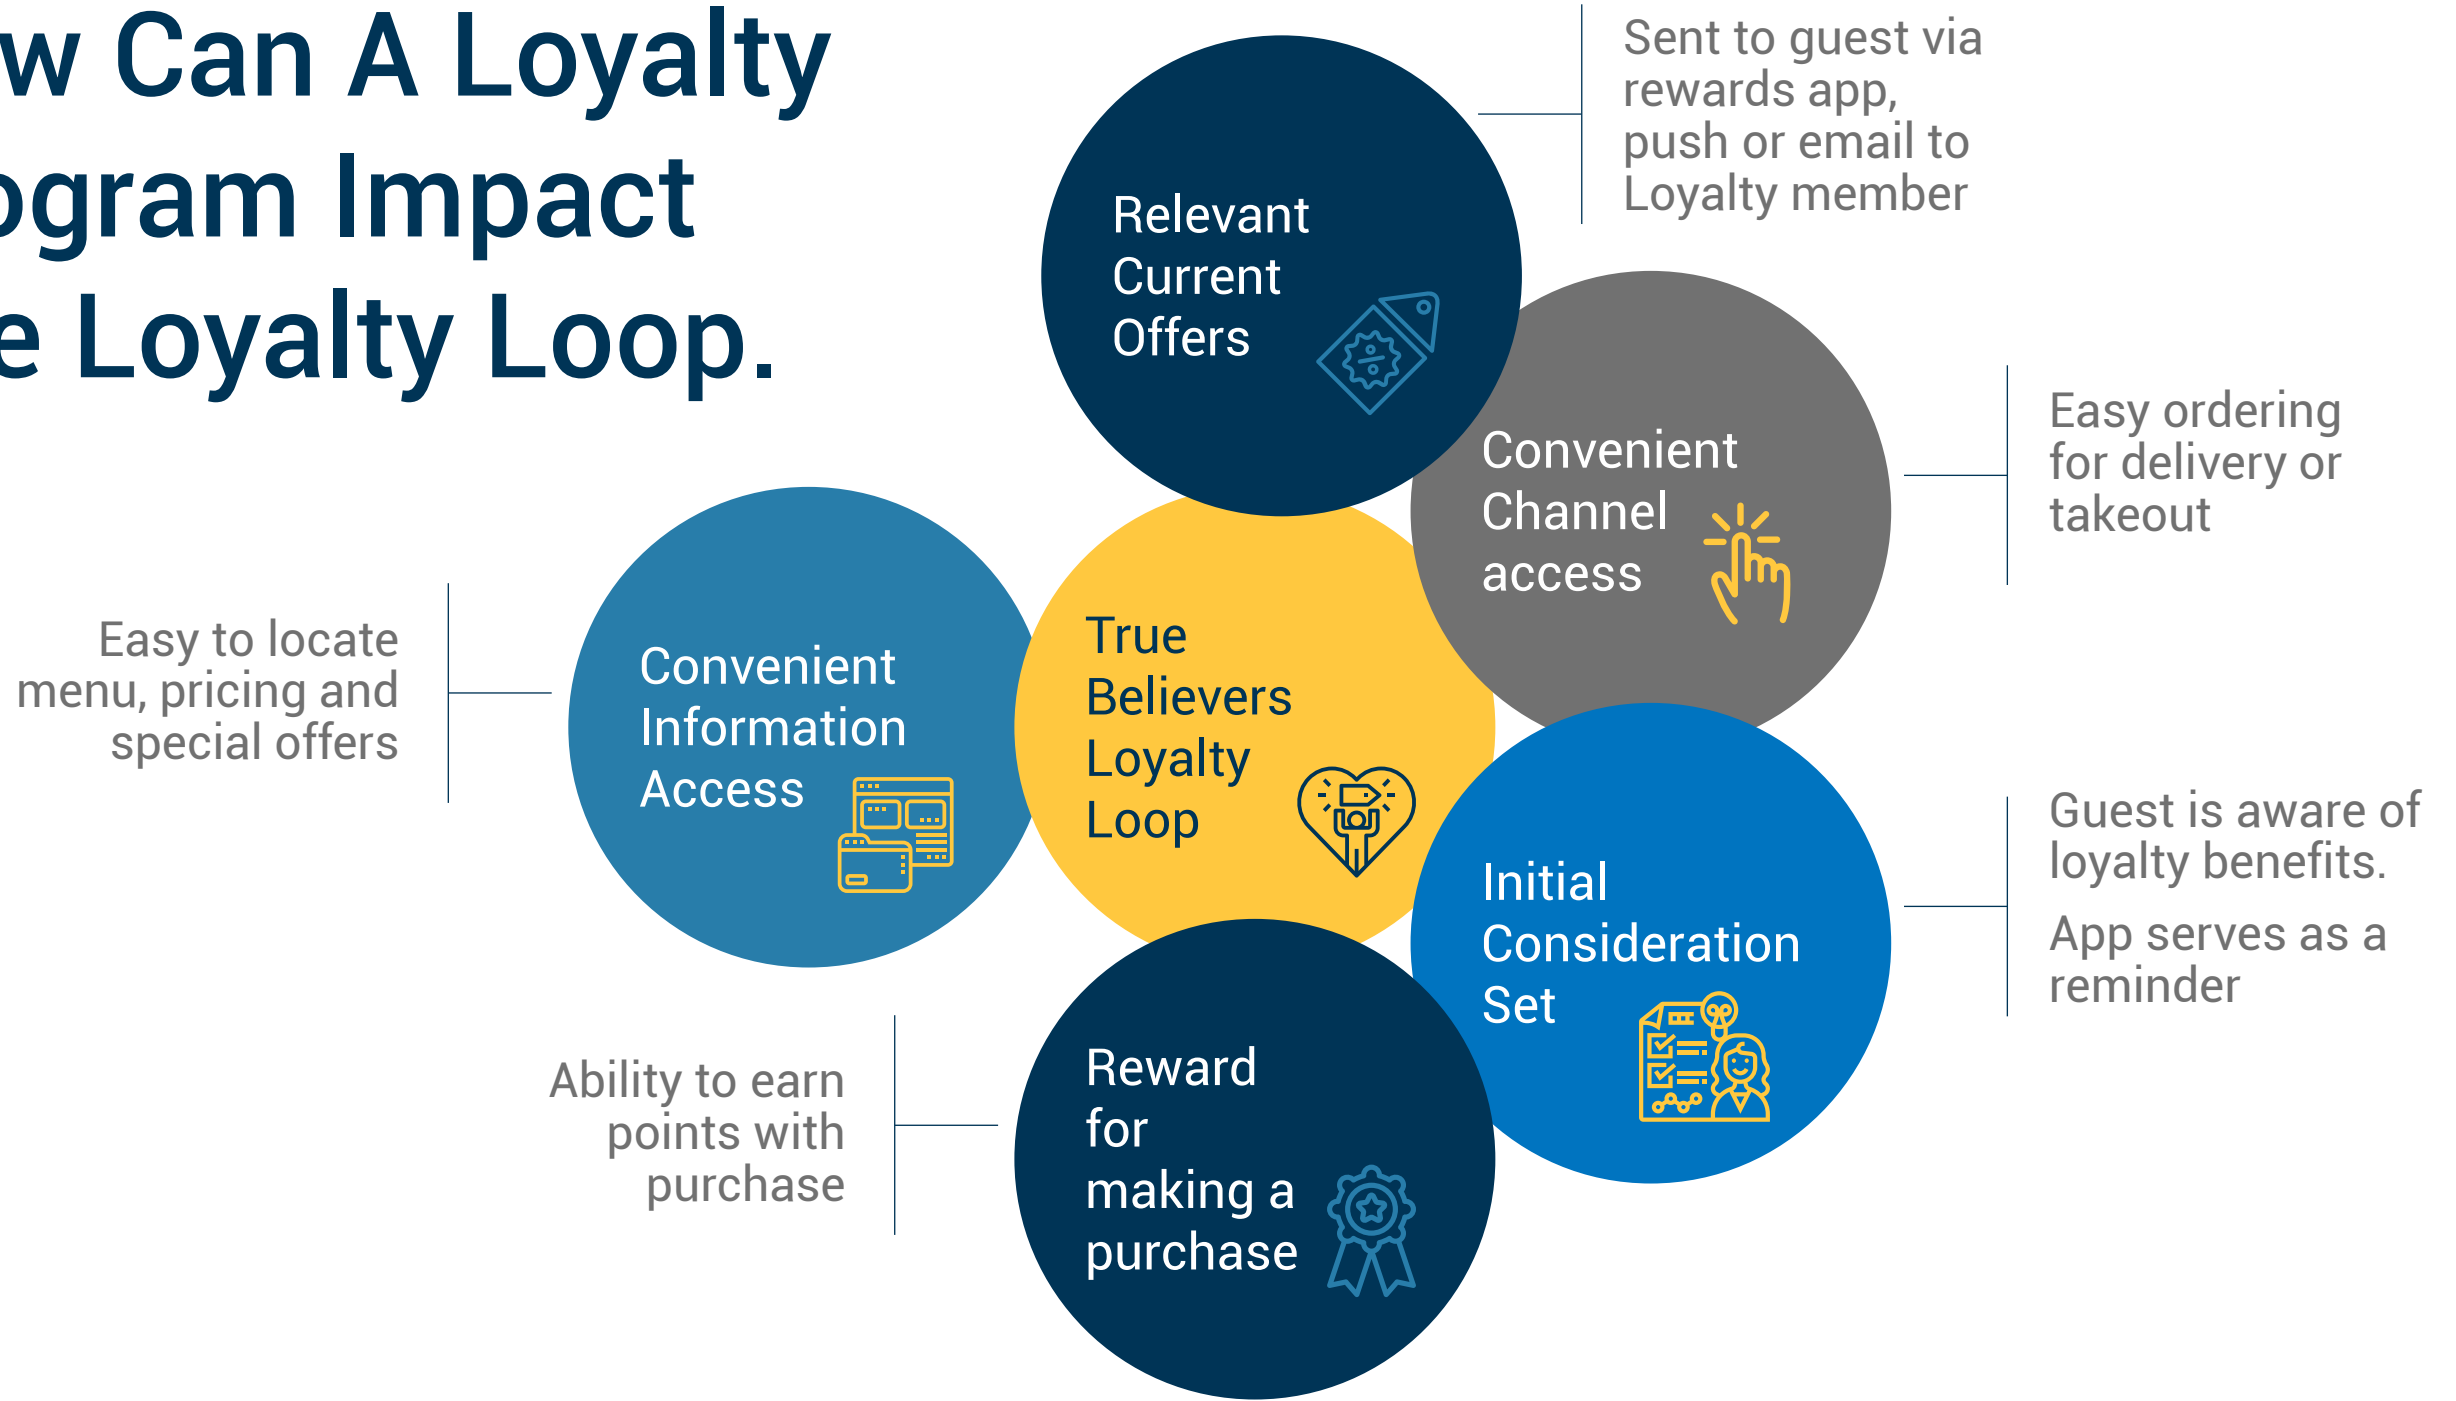 w Can A Loyalty
ogram Impact
e Loyalty Loop.
Sent to guest via
rewards app,
push or email to
Loyalty member
Relevant
Current
Offers
Convenient
Channel
access
Easy ordering
for delivery or
takeout
Easy to locate
menu, pricing and
special offers
Convenient
Information
Access
True
Believers
Loyalty
Loop
Initial
Consideration
Set
Guest is aware of
loyalty benefits.
App serves as a
reminder
Ability to earn
points with
purchase
Reward
for
making a
purchase